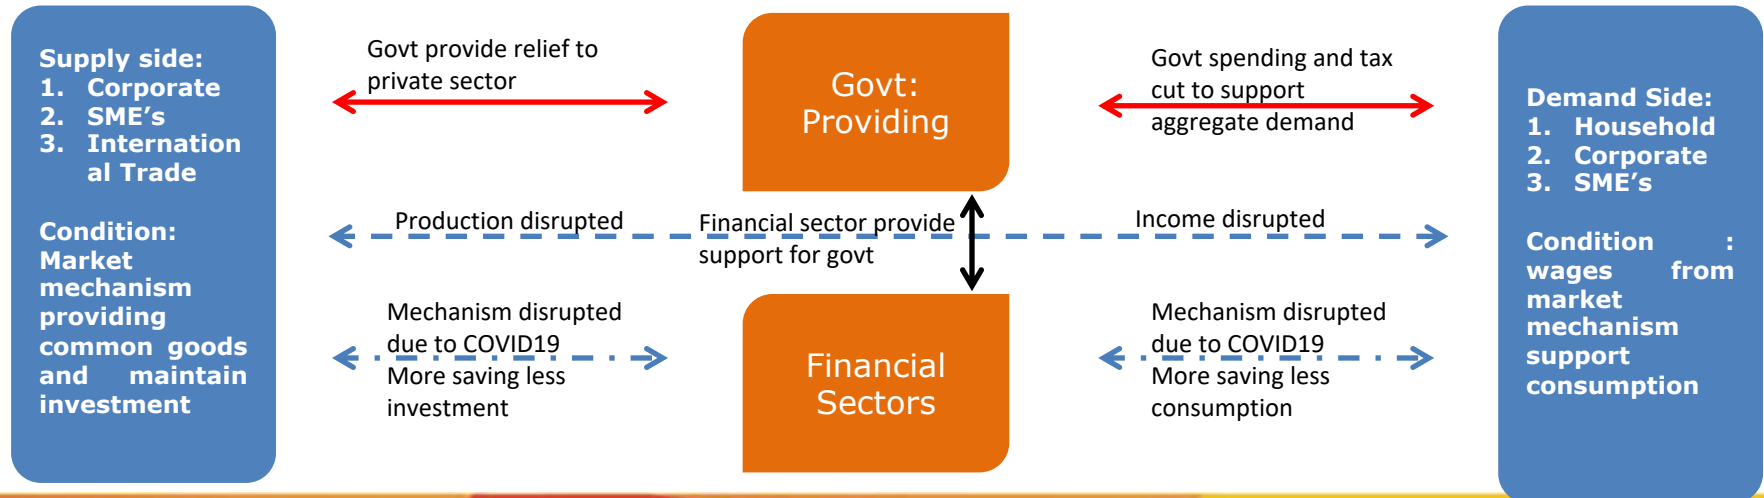 Supply side:
1. Corporate
2. SME's
3. Internation
al Trade
Condition:
Market
mechanism
providing
common goods
and maintain
investment
Govt provide relief to
private sector
Production disrupted
Mechanism disrupted
due to COVID19
More saving less
investment
Govt:
Providing
Financial sector provide
support for govt
Financial
Sectors
Govt spending and tax
cut to support
aggregate demand
Income disrupted
Mechanism disrupted
due to COVID19
More saving less
consumption
Demand Side:
1. Household
2. Corporate
3. SME's
Condition :
wages from
market
mechanism
support
consumption